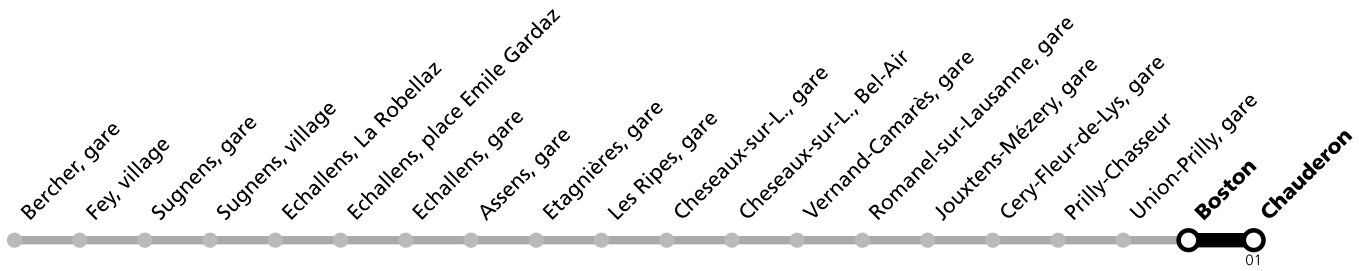 Bercher, gare
Fey, village
Sugnens, gare
Sugnens, village
Echallens, La Robellaz
Echallens, place Emile Gardaz
Echallens, gare
Assens, gare
Etagnières, gare
Les Ripes, gare
Cheseaux-sur-L., gare
Cheseaux-sur-L., Bel-Air
Vernand-Camarès, gare
Romanel-sur-Lausanne, gare
Jouxtens-Mézery, gare
Cery-Fleur-de-Lys, gare
Prilly-Chasseur
Union-Prilly, gare
Boston
Chauderon
01